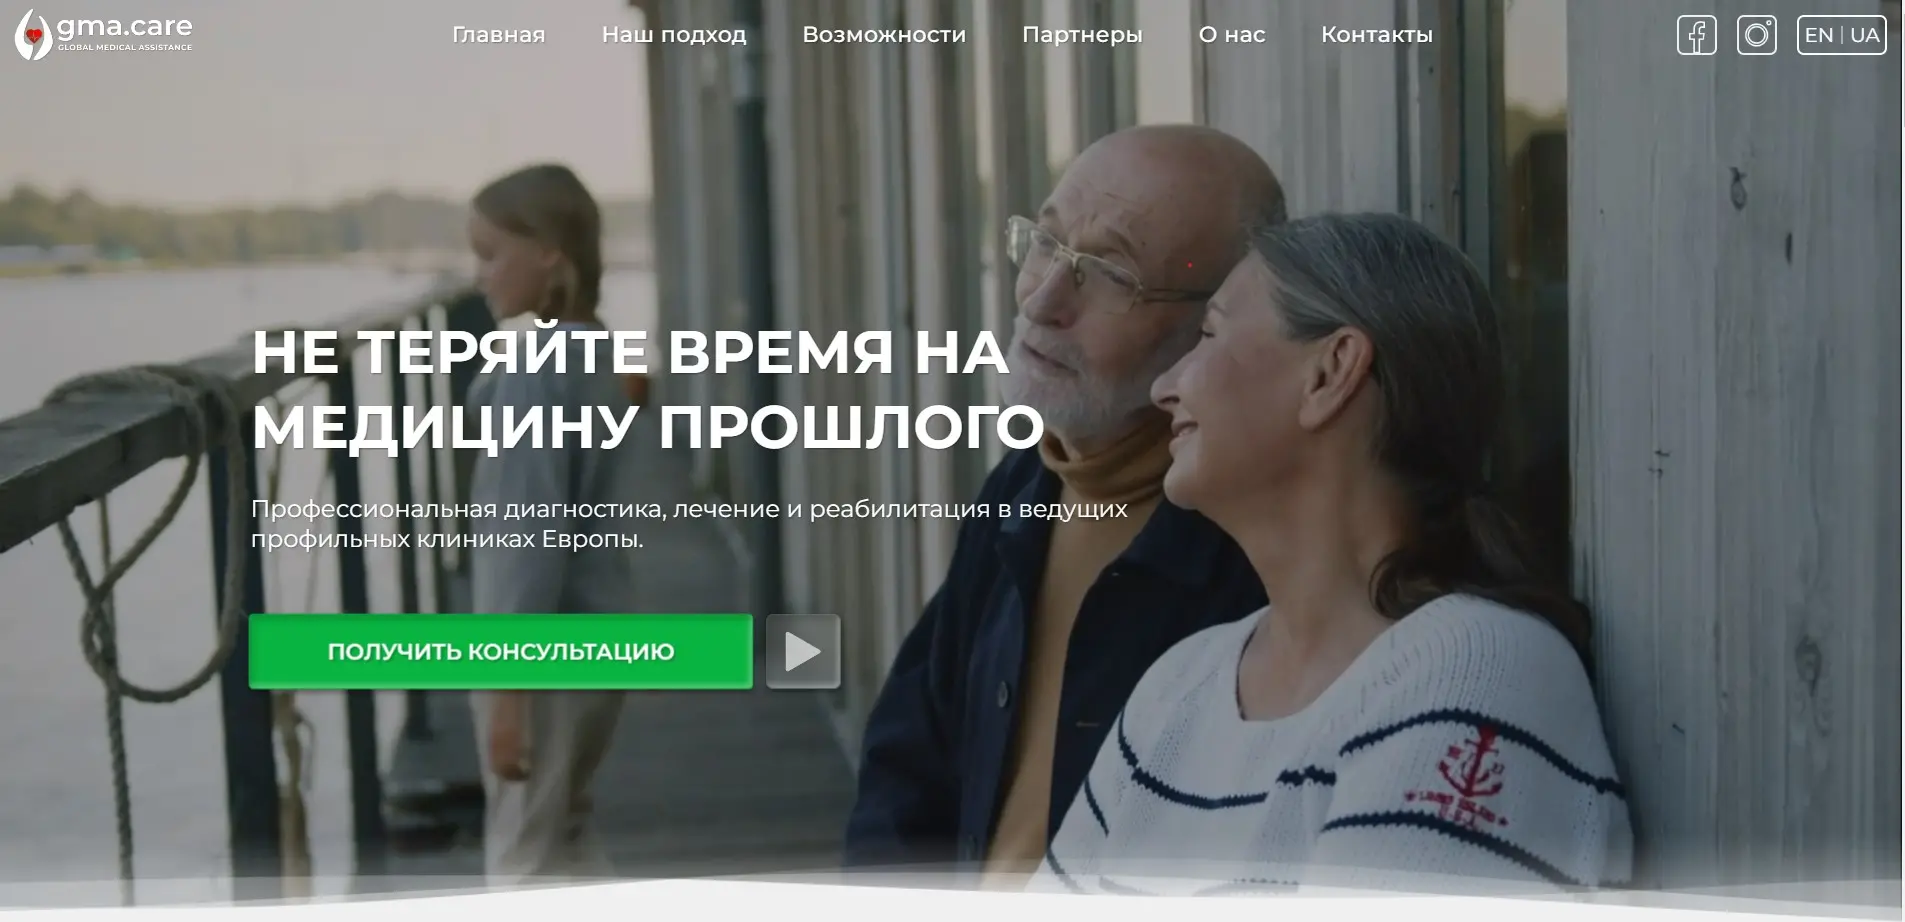 gma.care
GLOBAL MEDICAL ASSISTANCE
Главная
Наш подход
Возможности
Партнеры
О нас
Контакты
EN | UA
НЕ ТЕРЯЙТЕ ВРЕМЯ НА
МЕДИЦИНУ ПРОШЛОГО
Профессиональная диагностика, лечение и реабилитация в ведущих
профильных клиниках Европы.
ПОЛУЧИТЬ КОНСУЛЬТАЦИЮ